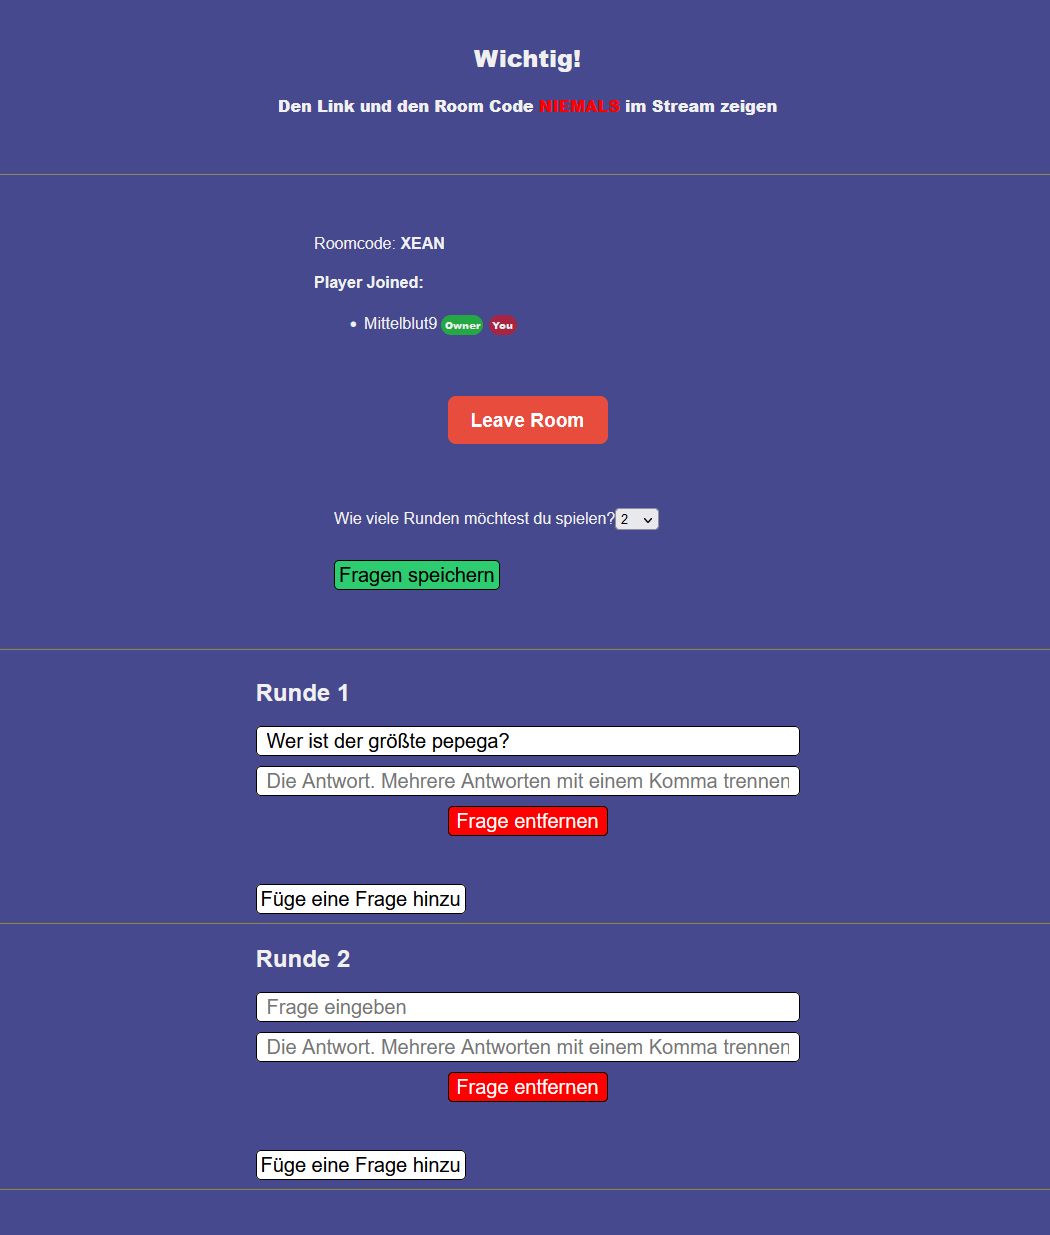 Wichtig!
Den Link und den Room Code NIEMALS im Stream zeigen
Roomcode: XEAN
Player Joined:
Mittelblut9 Owner You
Leave Room
Wie viele Runden möchtest du spielen? 2
Fragen speichern
Runde 1
Wer ist der größte pepega?
Die Antwort. Mehrere Antworten mit einem Komma trennen
Frage entfernen
Füge eine Frage hinzu
Runde 2
Frage eingeben
Die Antwort. Mehrere Antworten mit einem Komma trennen
Frage entfernen
Füge eine Frage hinzu